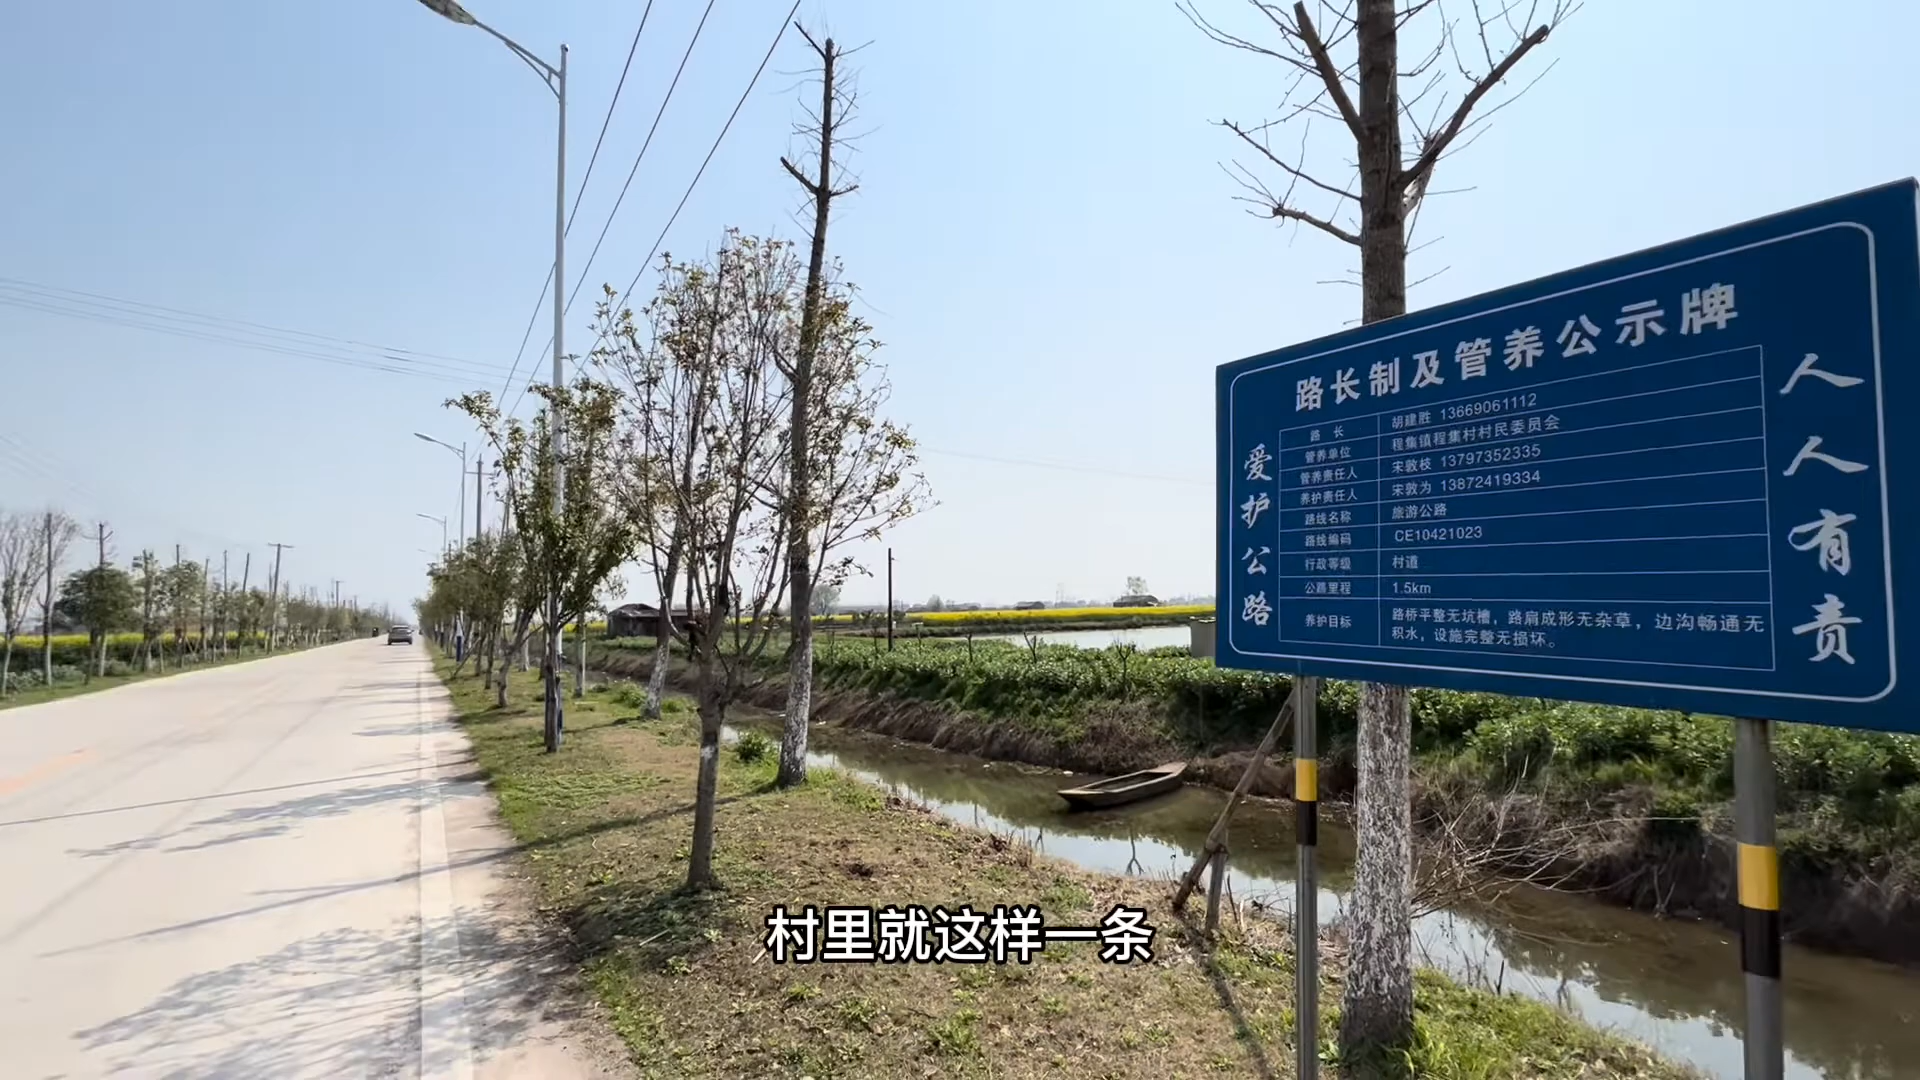 路长制及管养公示牌
爱护公路
路 长 胡建胜 13669061112
管养单位 程集镇程集村村民委员会
管养责任人 宋敦枝 13797352335
养护责任人 宋敦为 13872419334
路线名称 旅游公路
路线编码 CE10421023
行政等级 村道
公路里程 1.5km
养护目标 路桥平整无坑槽，路肩成形无杂草，边沟畅通无
积水，设施完整无损坏。
人人有责
村里就这样一条